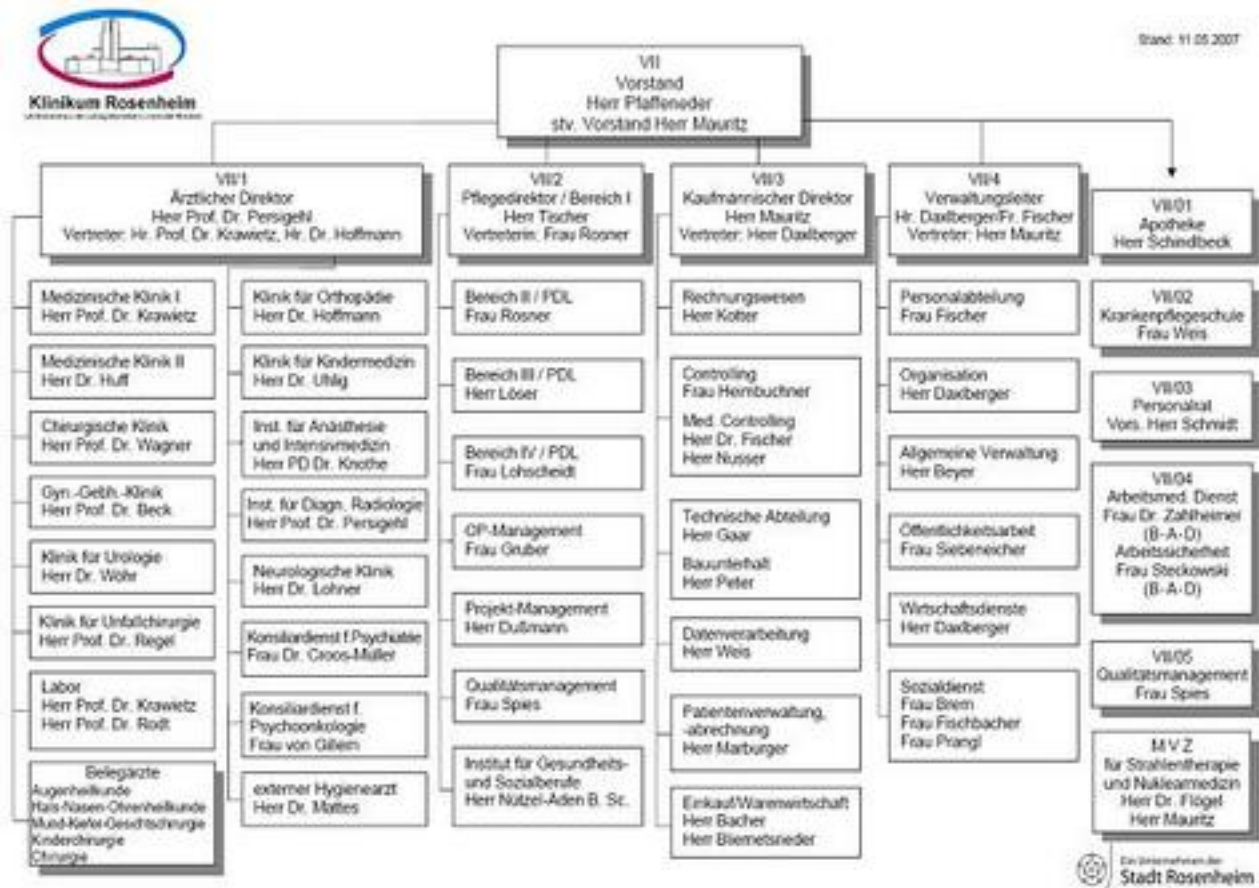 Klinikum Rosenheim
Stand: 11.05.2007
VII
Vorstand
Herr Pfaffeneder
stv. Vorstand Herr Mauritz
VII/1
Ärztlicher Direktor
Herr Prof. Dr. Persigehl
Vertreter: Hr. Prof. Dr. Krawietz, Hr. Dr. Hoffmann
Medizinische Klinik I
Herr Prof. Dr. Krawietz
Medizinische Klinik II
Herr Dr. Huff
Chirurgische Klinik
Herr Prof. Dr. Wagner
Gyn.-Gebh.-Klinik
Herr Prof. Dr. Beck
Klinik für Urologie
Herr Dr. Wöhr
Klinik für Unfallchirurgie
Herr Prof. Dr. Regel
Labor
Herr Prof. Dr. Krawietz
Herr Prof. Dr. Rodt
Belegärzte
Augenheilkunde
Hals-Nasen-Ohrenheilkunde
Mund-Kiefer-Gesichtschirurgie
Kinderchirurgie
Chirurgie
Klinik für Orthopädie
Herr Dr. Hoffmann
Klinik für Kindermedizin
Herr Dr. Uhlig
Inst. für Anästhesie
und Intensivmedizin
Herr PD Dr. Knothe
Inst. für Diagn. Radiologie
Herr Prof. Dr. Persigehl
Neurologische Klinik
Herr Dr. Lohner
Konsiliardienst f.Psychiatrie
Frau Dr. Croos-Müller
Konsiliardienst f.
Psychoonkologie
Frau von Gillern
externer Hygienearzt
Herr Dr. Mattes
VII/2
Pflegedirektor / Bereich I
Herr Tischer
Vertreterin: Frau Rosner
Bereich II / PDL
Frau Rosner
Bereich III / PDL
Herr Löser
Bereich IV / PDL
Frau Lohscheidt
OP-Management
Frau Gruber
Projekt-Management
Herr Dußmann
Qualitätsmanagement
Frau Spies
Institut für Gesundheits-
und Sozialberufe
Herr Nützel-Aden B. Sc.
VII/3
Kaufmännischer Direktor
Herr Mauritz
Vertreter: Herr Daxlberger
Rechnungswesen
Herr Kotter
Controlling
Frau Heimbuchner
Med. Controlling
Herr Dr. Fischer
Herr Nusser
Technische Abteilung
Herr Gaar
Bauunterhalt
Herr Peter
Datenverarbeitung
Herr Weis
Patientenverwaltung,
-abrechnung
Herr Marburger
Einkauf/Warenwirtschaft
Herr Bacher
Herr Bliemetsrieder
VII/4
Verwaltungsleiter
Hr. Daxlberger/Fr. Fischer
Vertreter: Herr Mauritz
Personalabteilung
Frau Fischer
Organisation
Herr Daxlberger
Allgemeine Verwaltung
Herr Beyer
Öffentlichkeitsarbeit
Frau Siebeneicher
Wirtschaftsdienste
Herr Daxlberger
Sozialdienst
Frau Brem
Frau Fischbacher
Frau Prangl
VII/01
Apotheke
Herr Schindlbeck
VII/02
Krankenpflegeschule
Frau Weis
VII/03
Personalrat
Vors. Herr Schmidt
VII/04
Arbeitsmed. Dienst
Frau Dr. Zahlheimer
(B-A-D)
Arbeitssicherheit
Frau Steckowski
(B-A-D)
VII/05
Qualitätsmanagement
Frau Spies
M V Z
für Strahlentherapie
und Nuklearmedizin
Herr Dr. Flögel
Herr Mauritz
Ein Unternehmen der
Stadt Rosenheim